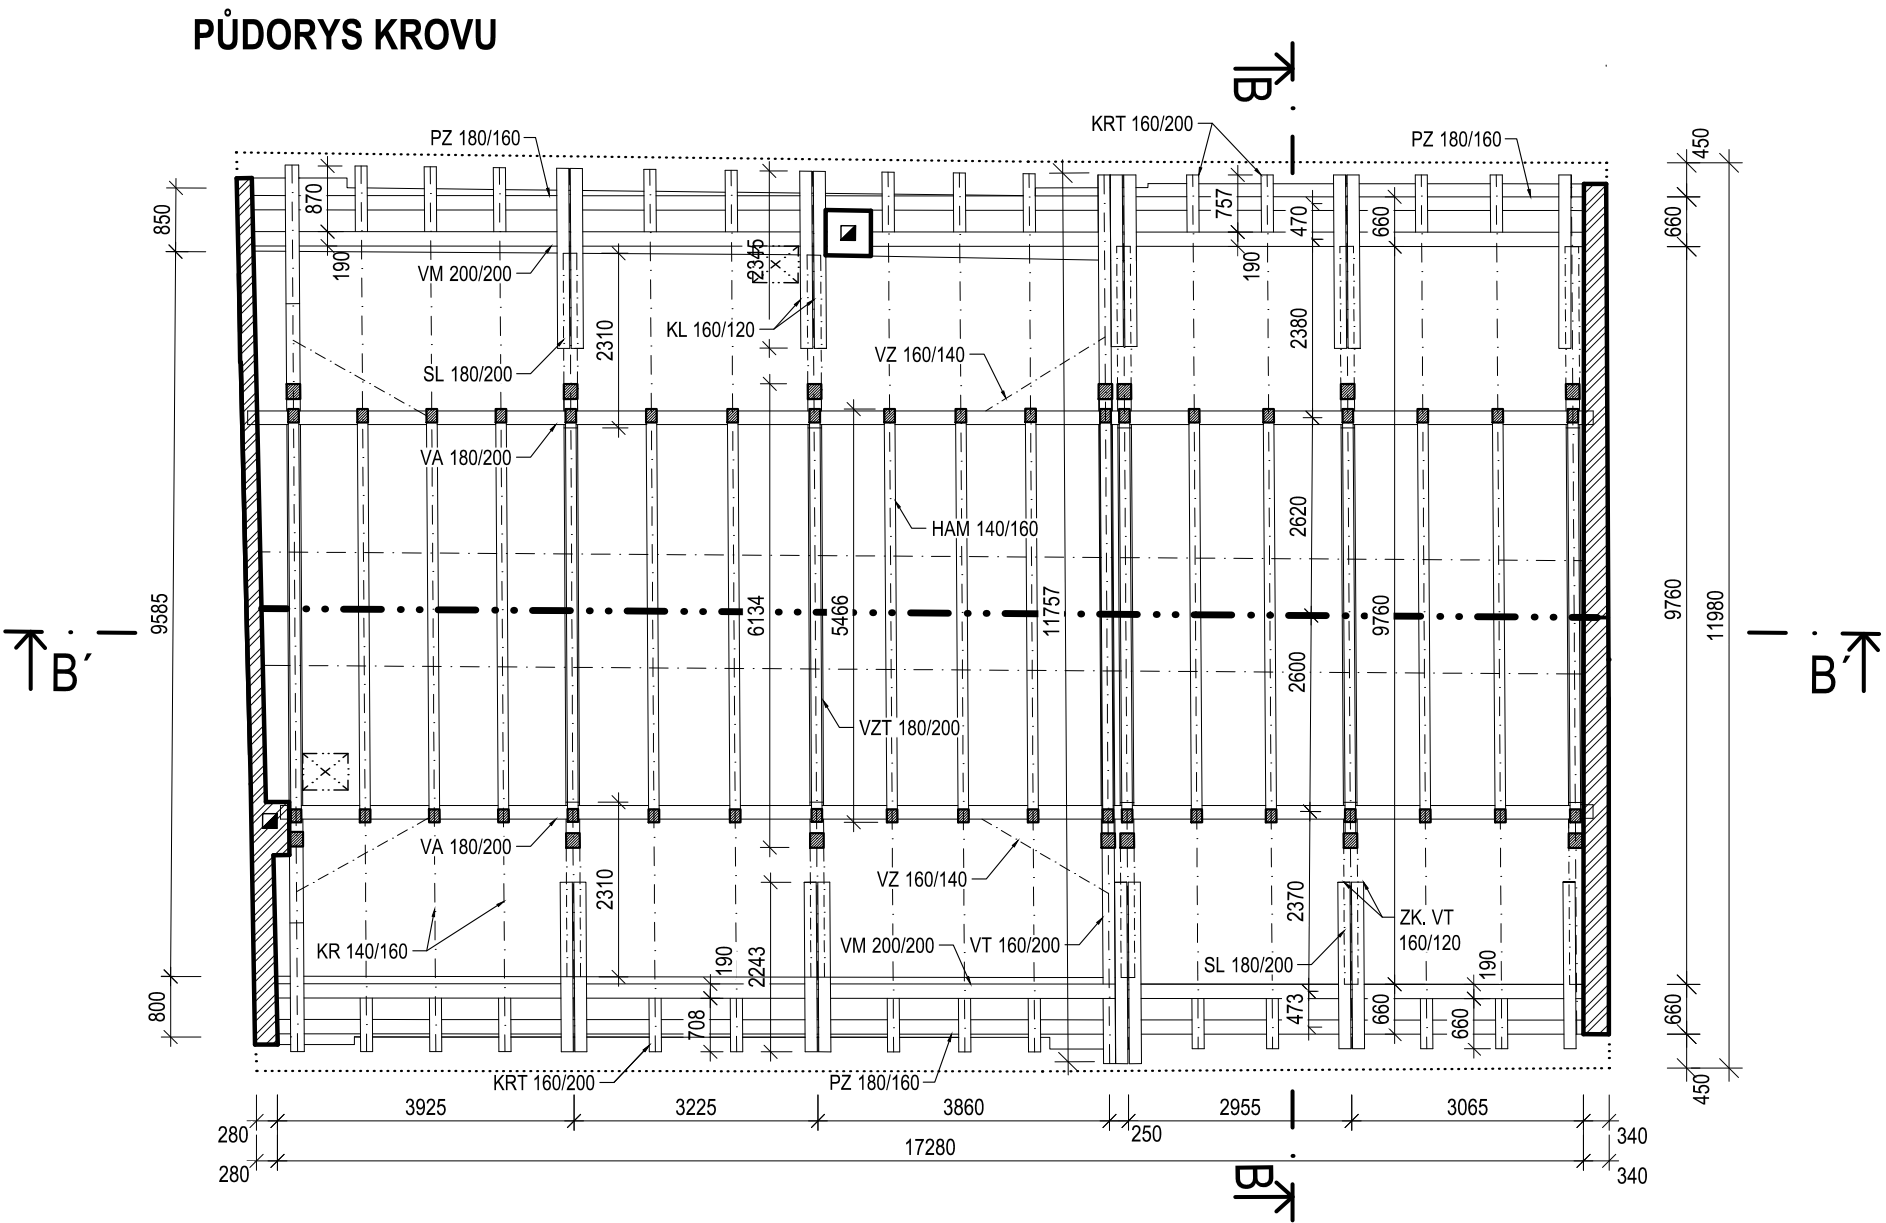 PŮDORYS KROVU
B
KRT 160/200
PZ 180/160
PZ 180/160
450
850
870
190
VM 200/200
2345
KL 160/120
757
190
470
660
660
2310
SL 180/200
VZ 160/140
2380
VA 180/200
HAM 140/160
2620
9585
6134
5466
11757
9760
9760
11980
B´
B´
2600
VZT 180/200
VA 180/200
VZ 160/140
2310
2370
ZK. VT
160/120
KR 140/160
190
2243
VM 200/200
VT 160/200
SL 180/200
190
800
708
473
660
660
660
KRT 160/200
PZ 180/160
450
3925
3225
3860
2955
3065
280
250
340
17280
280
340
B